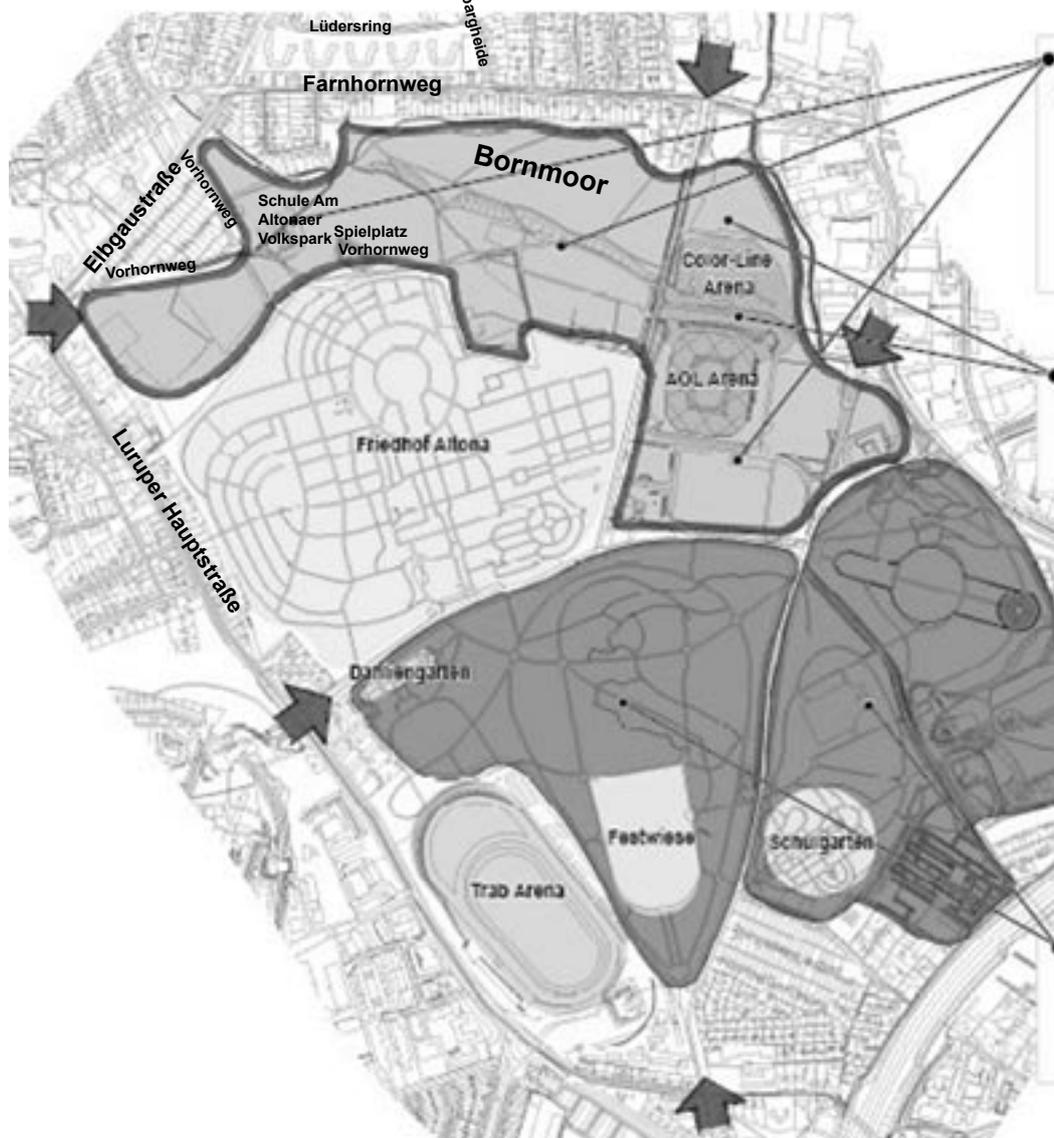 Lüdersring
bargheide
Farnhornweg
Bornmoor
Elbgaustraße
Vorhornweg
Schule Am
Altonaer
Volkspark
Spielplatz
Vorhornweg
Vorhornweg
Color-Line
Arena
AOL Arena
Friedhof Altona
Luruper Hauptstraße
Dahliengarten
Festwiese
Schulgarten
Trab Arena